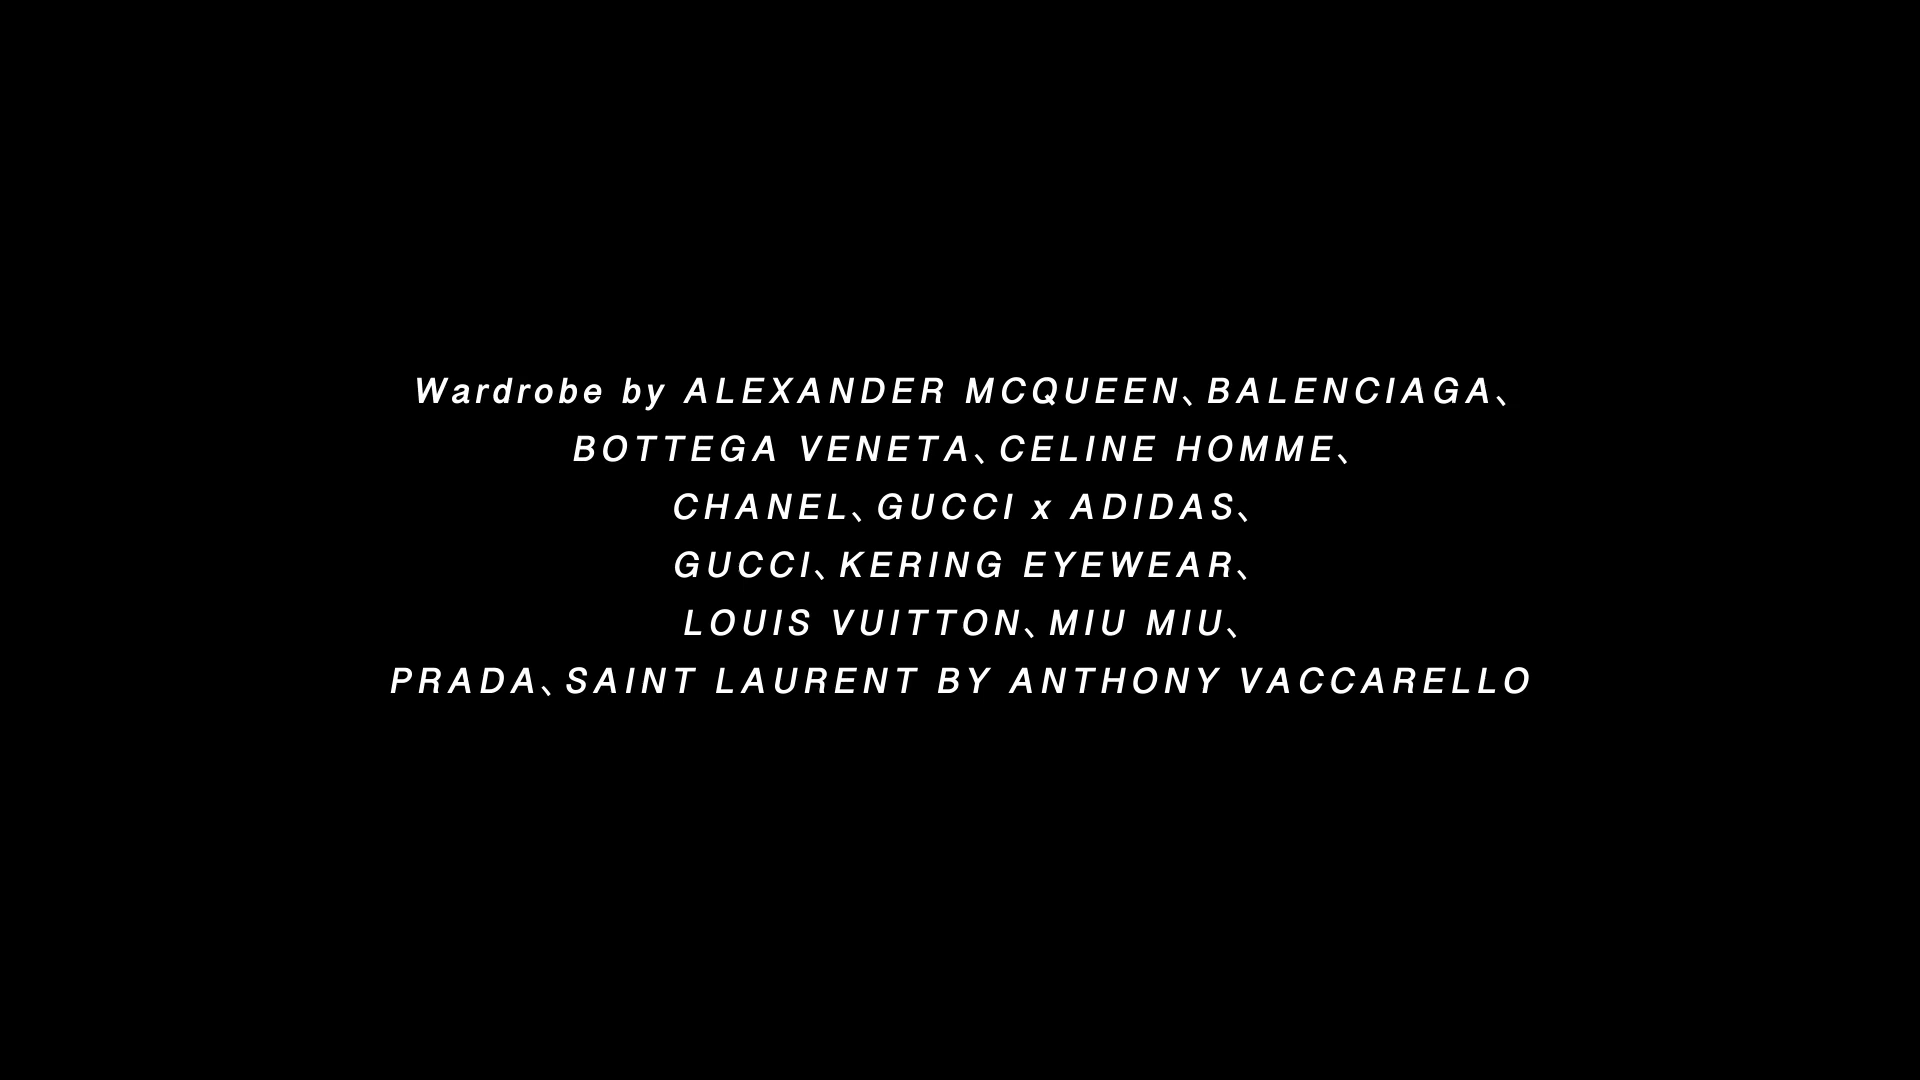 Wardrobe by ALEXANDER MCQUEEN、BALENCIAGA、
BOTTEGA VENETA、CELINE HOMME、
CHANEL、GUCCI x ADIDAS、
GUCCI、KERING EYEWEAR、
LOUIS VUITTON、MIU MIU、
PRADA、SAINT LAURENT BY ANTHONY VACCARELLO